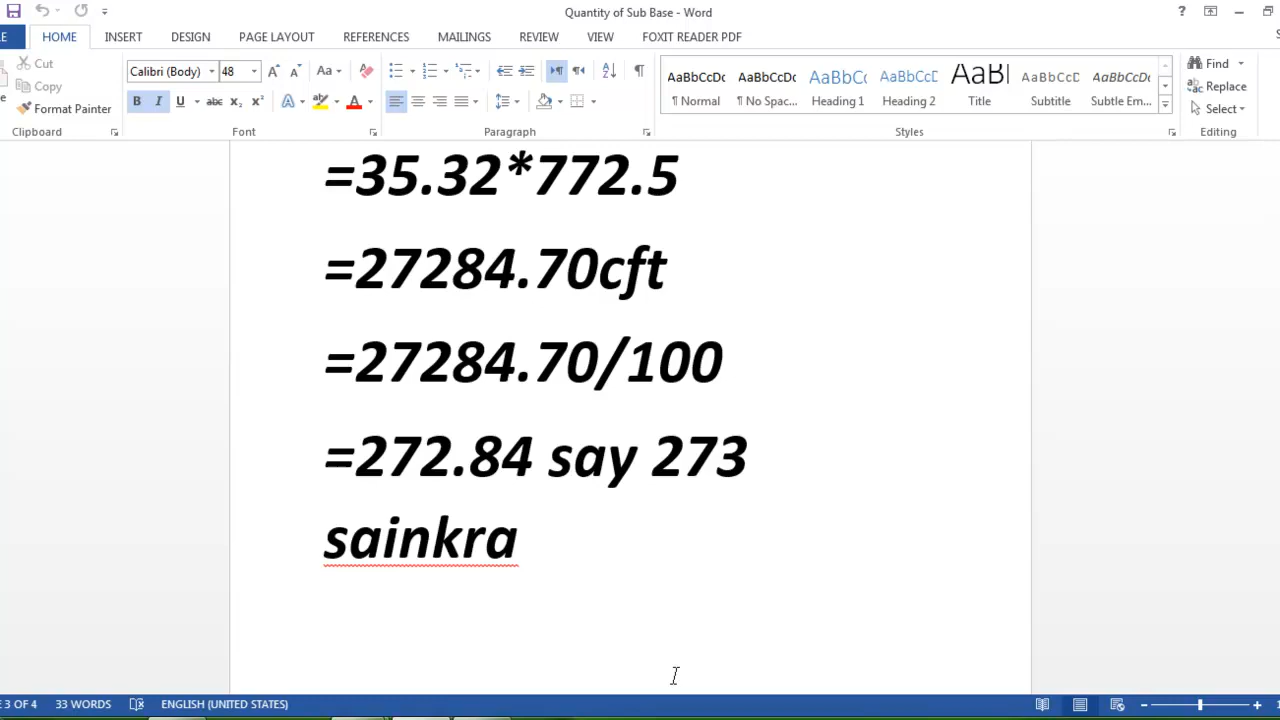 Quantity of Sub Base - Word
HOME INSERT DESIGN PAGE LAYOUT REFERENCES MAILINGS REVIEW VIEW FOXIT READER PDF
Cut
Copy
Format Painter
Clipboard
Calibri (Body) 48
Font
Paragraph
AaBbCcDc AaBbCcDc AaBbCc AaBbCcD AaBl AaBbCcDc AaBbCcDc
¶ Normal ¶ No Spac... Heading 1 Heading 2 Title Subtitle Subtle Em...
Styles
Find
Replace
Select
Editing
=35.32*772.5
=27284.70cft
=27284.70/100
=272.84 say 273
sainkra
3 OF 4 33 WORDS ENGLISH (UNITED STATES)